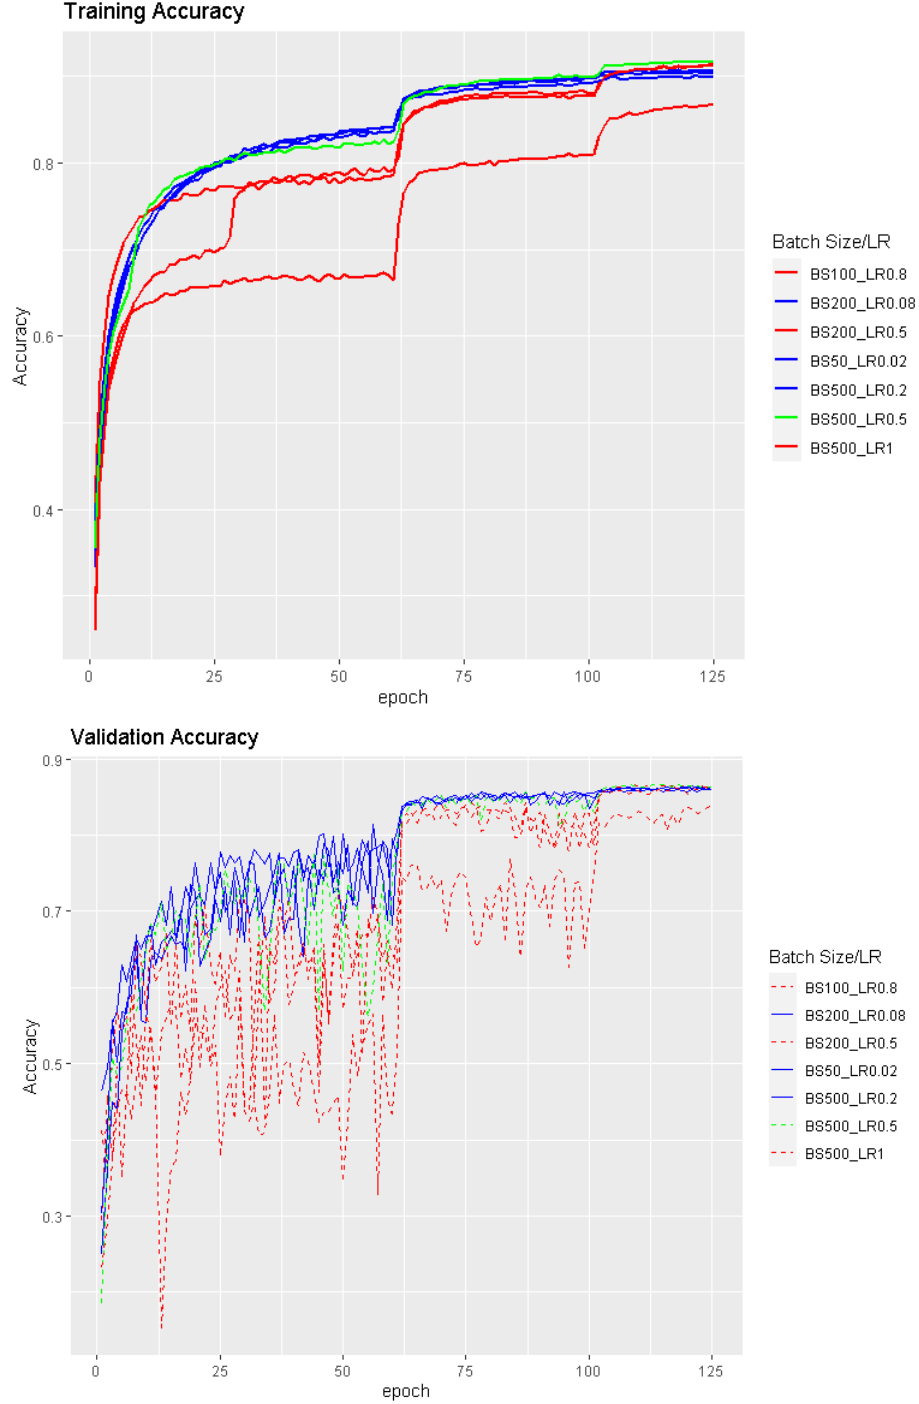 Training Accuracy
0.8
0.6
0.4
Accuracy
0
25
50
75
100
125
epoch
Batch Size/LR
BS100_LR0.8
BS200_LR0.08
BS200_LR0.5
BS50_LR0.02
BS500_LR0.2
BS500_LR0.5
BS500_LR1
Validation Accuracy
0.9
0.7
0.5
0.3
Accuracy
0
25
50
75
100
125
epoch
Batch Size/LR
BS100_LR0.8
BS200_LR0.08
BS200_LR0.5
BS50_LR0.02
BS500_LR0.2
BS500_LR0.5
BS500_LR1